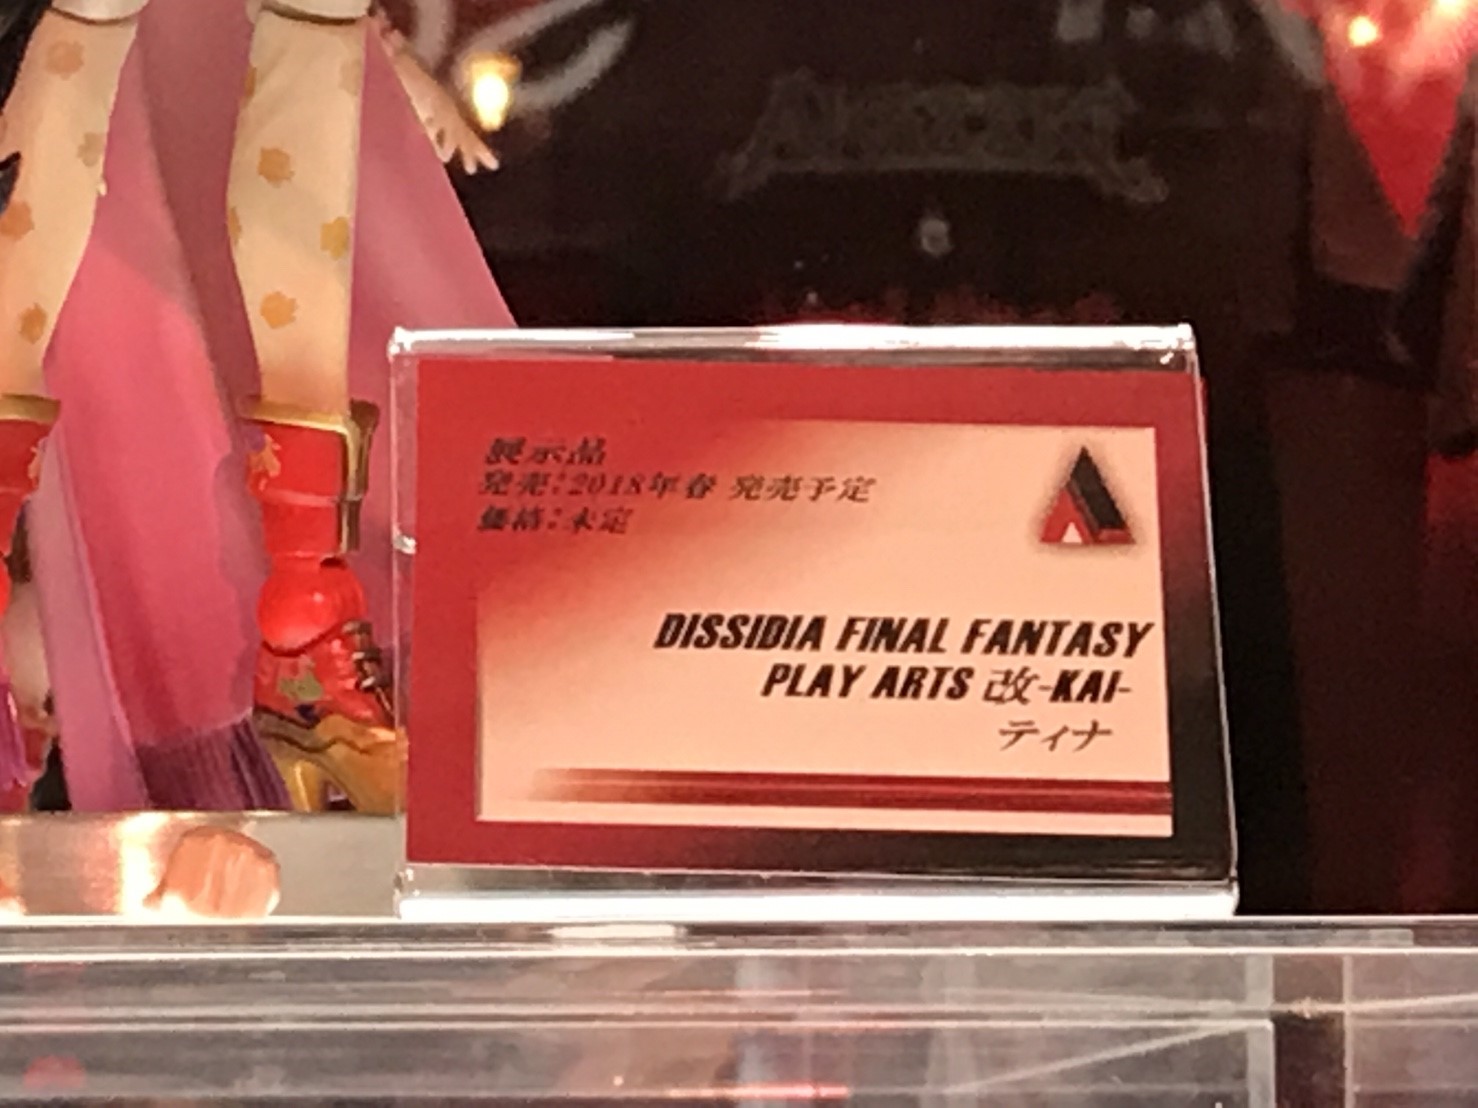 展示品
発売:2018年春 発売予定
価格:未定
DISSIDIA FINAL FANTASY
PLAY ARTS 改-KAI-
ティナ